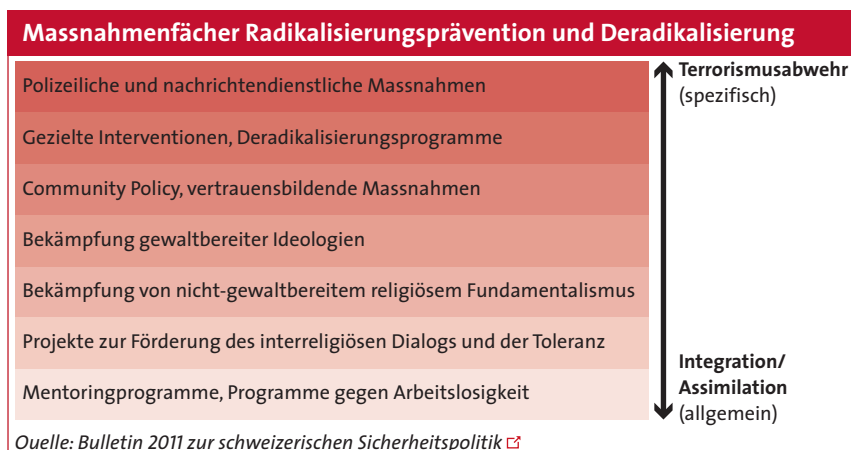 Massnahmenfächer Radikalisierungsprävention und Deradikalisierung
Polizeiliche und nachrichtendienstliche Massnahmen
Gezielte Interventionen, Deradikalisierungsprogramme
Community Policy, vertrauensbildende Massnahmen
Bekämpfung gewaltbereiter Ideologien
Bekämpfung von nicht-gewaltbereitem religiösem Fundamentalismus
Projekte zur Förderung des interreligiösen Dialogs und der Toleranz
Mentoringprogramme, Programme gegen Arbeitslosigkeit
Terrorismusabwehr
(spezifisch)
Integration/
Assimilation
(allgemein)
Quelle: Bulletin 2011 zur schweizerischen Sicherheitspolitik